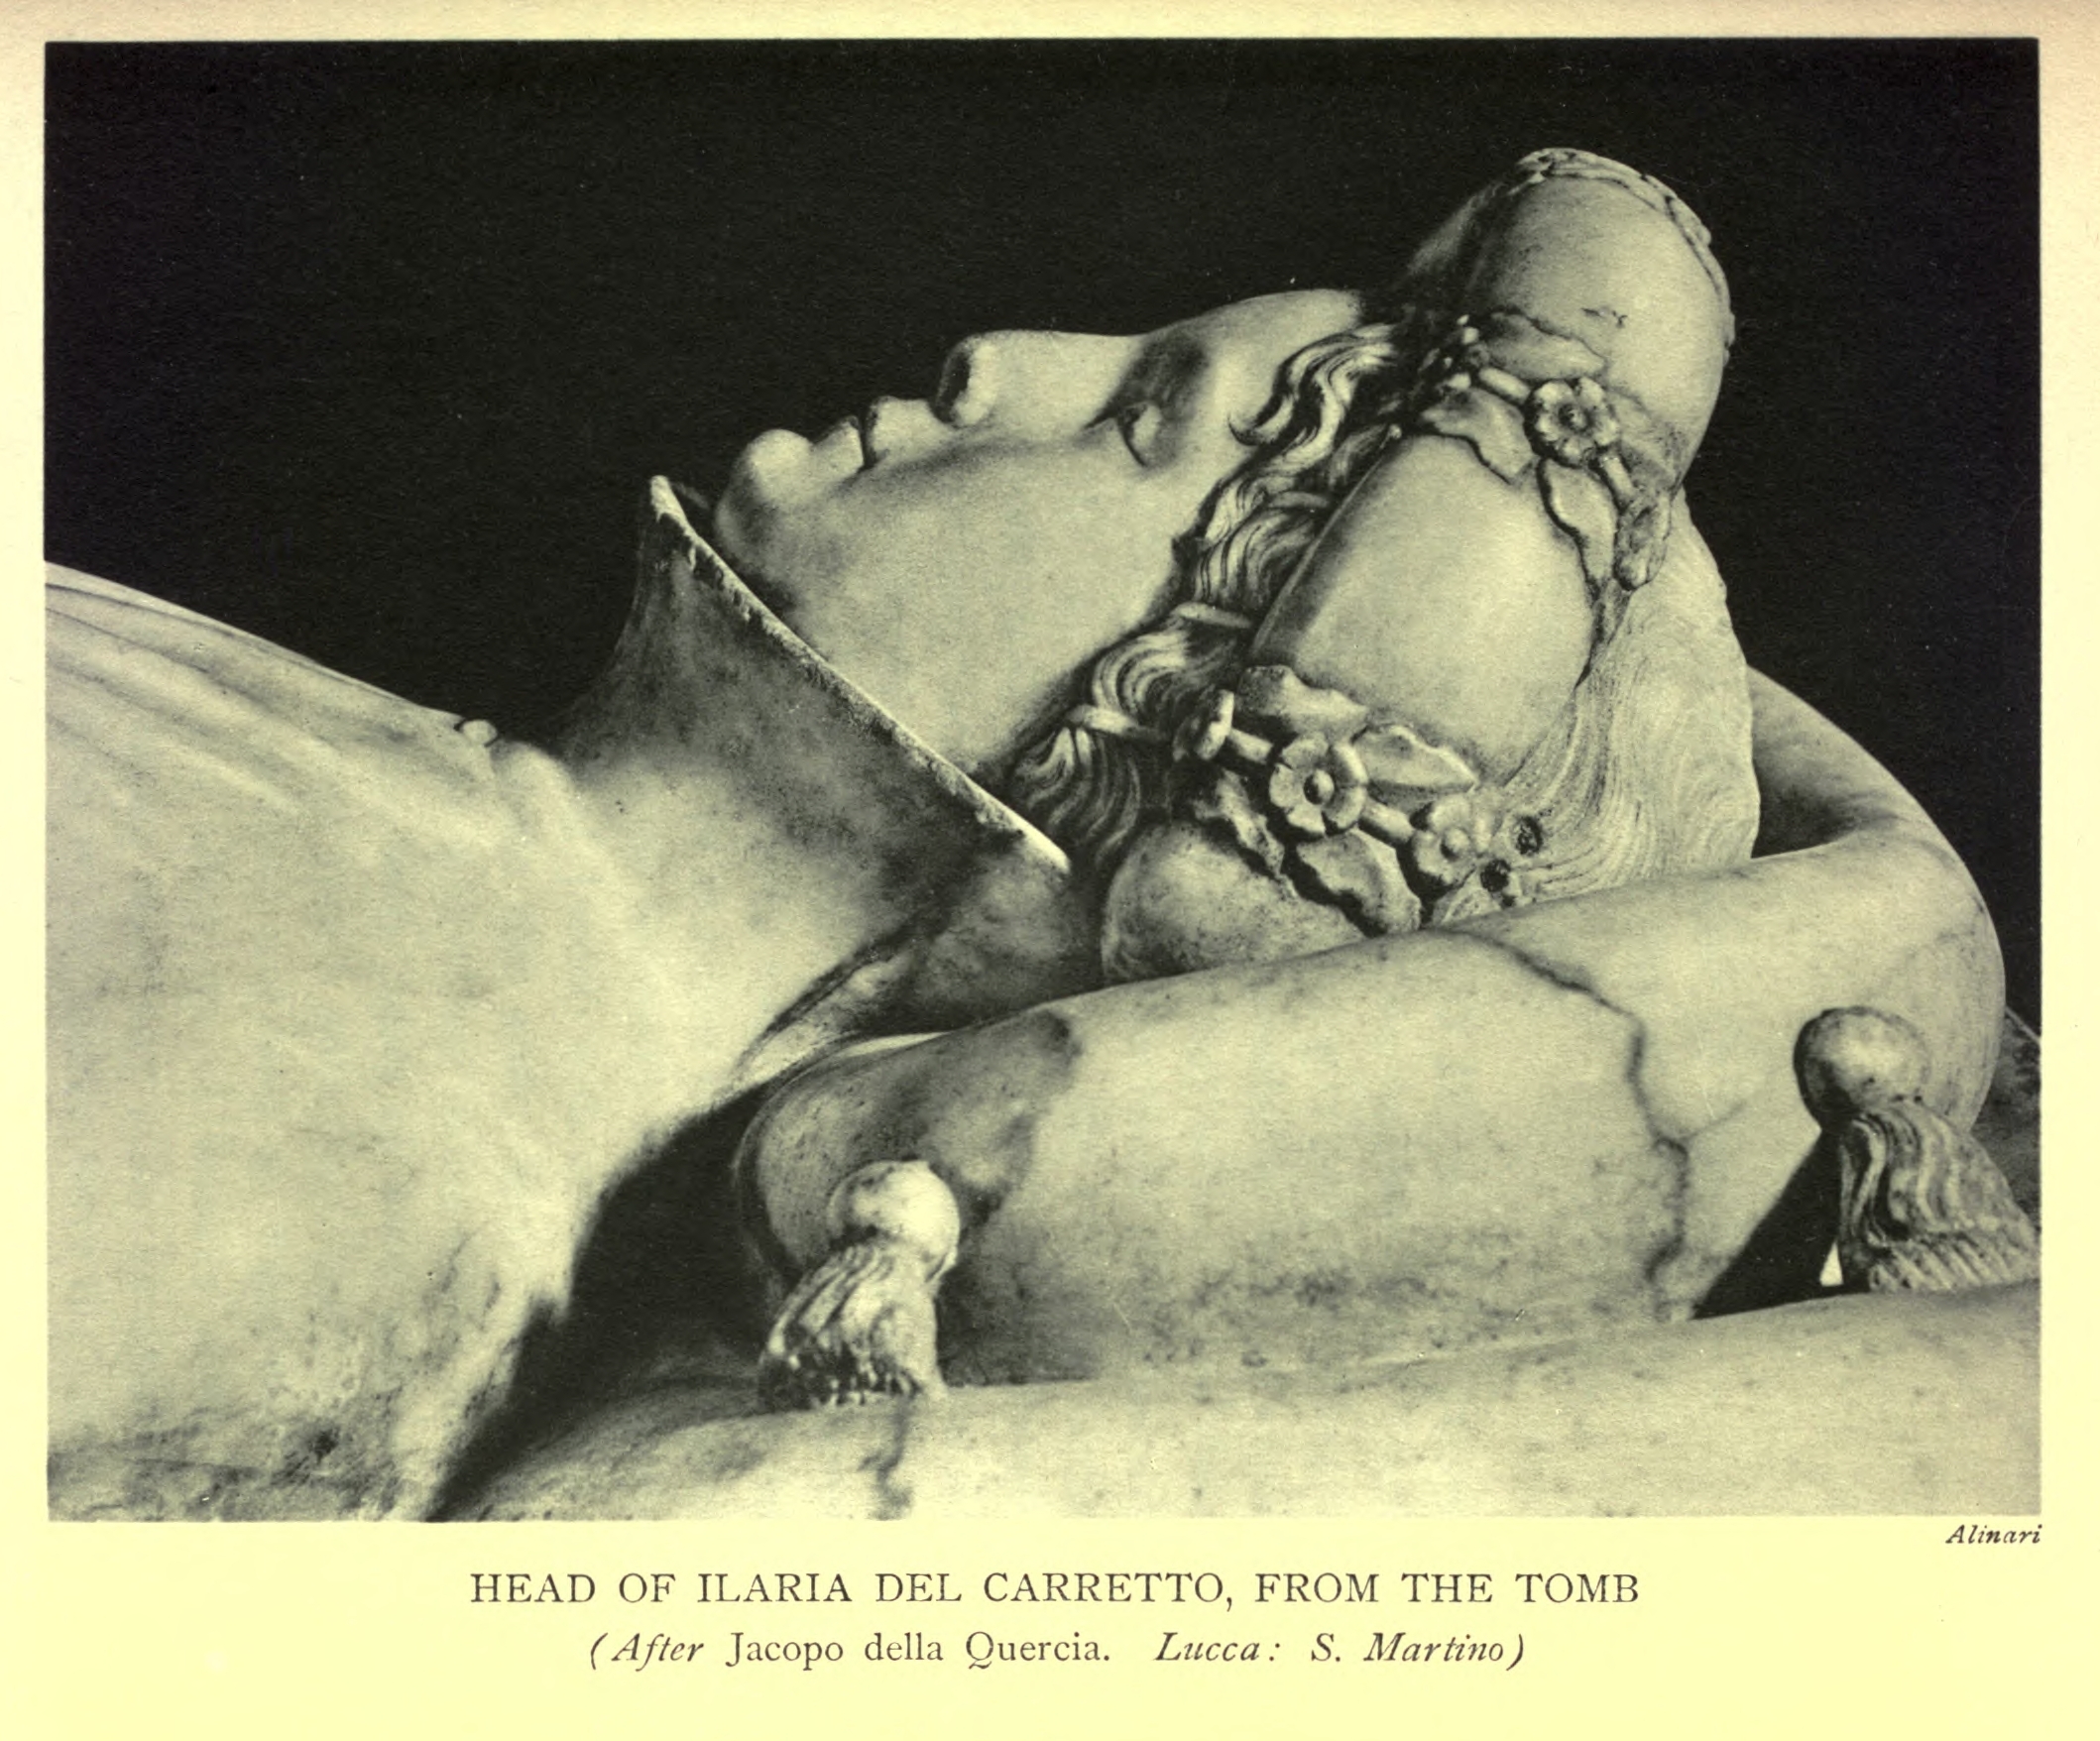 Alinari
HEAD OF ILARIA DEL CARRETTO, FROM THE TOMB
(After Jacopo della Quercia. Lucca: S. Martino)